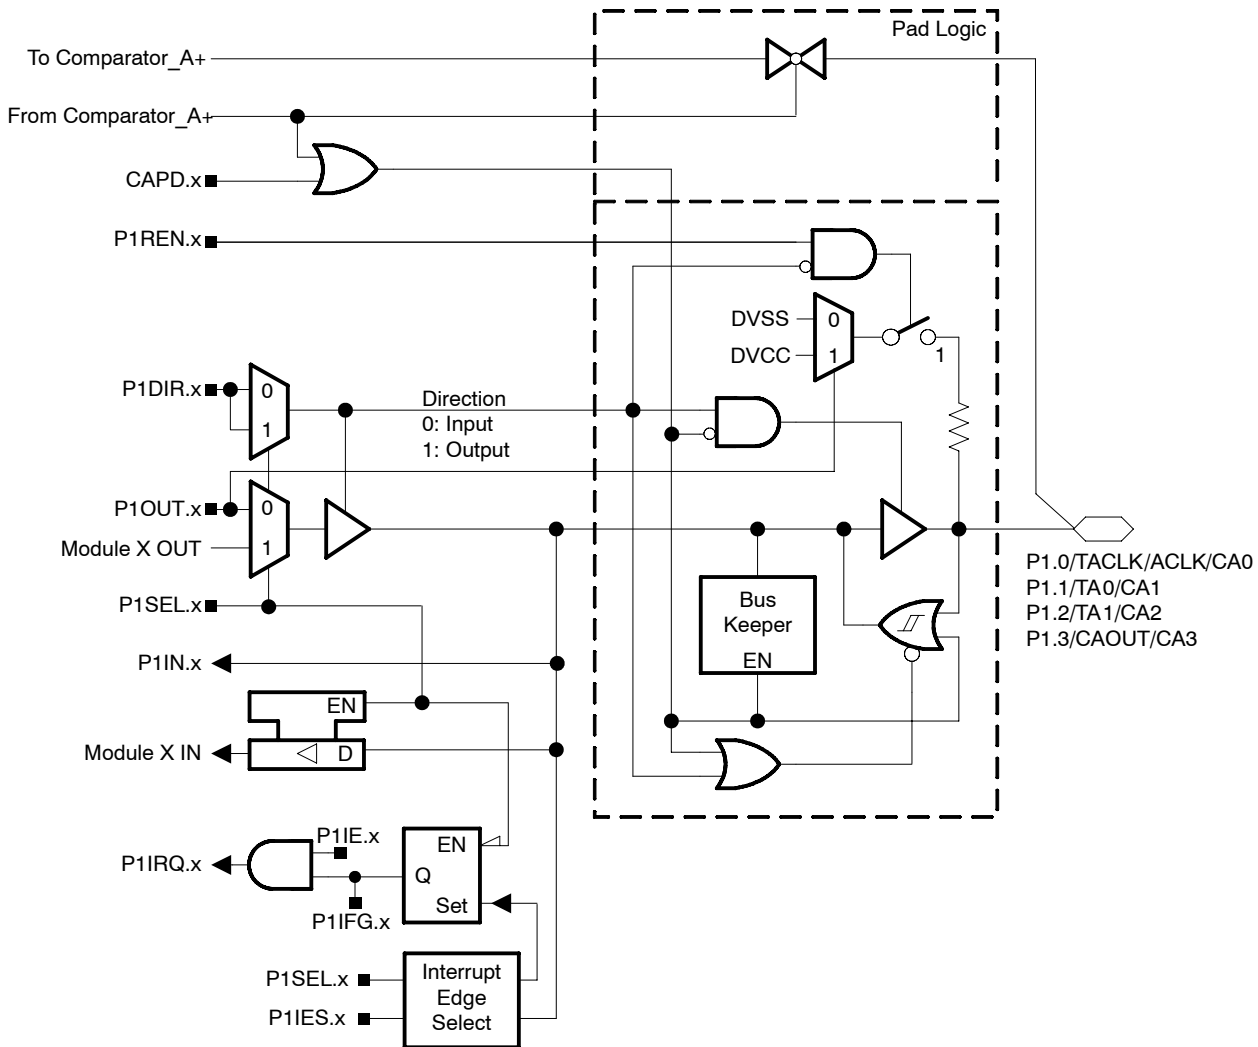 Pad Logic
To Comparator_A+
From Comparator_A+
CAPD.x
P1REN.x
DVSS
0
DVCC
1
1
P1DIR.x
0
1
Direction
0: Input
1: Output
P1OUT.x
0
Module X OUT
1
P1SEL.x
Bus
Keeper
EN
P1.0/TACLK/ACLK/CA0
P1.1/TA0/CA1
P1.2/TA1/CA2
P1.3/CAOUT/CA3
P1IN.x
EN
Module X IN
D
P1IE.x
P1IRQ.x
P1IFG.x
EN
Q
Set
P1SEL.x
P1IES.x
Interrupt
Edge
Select